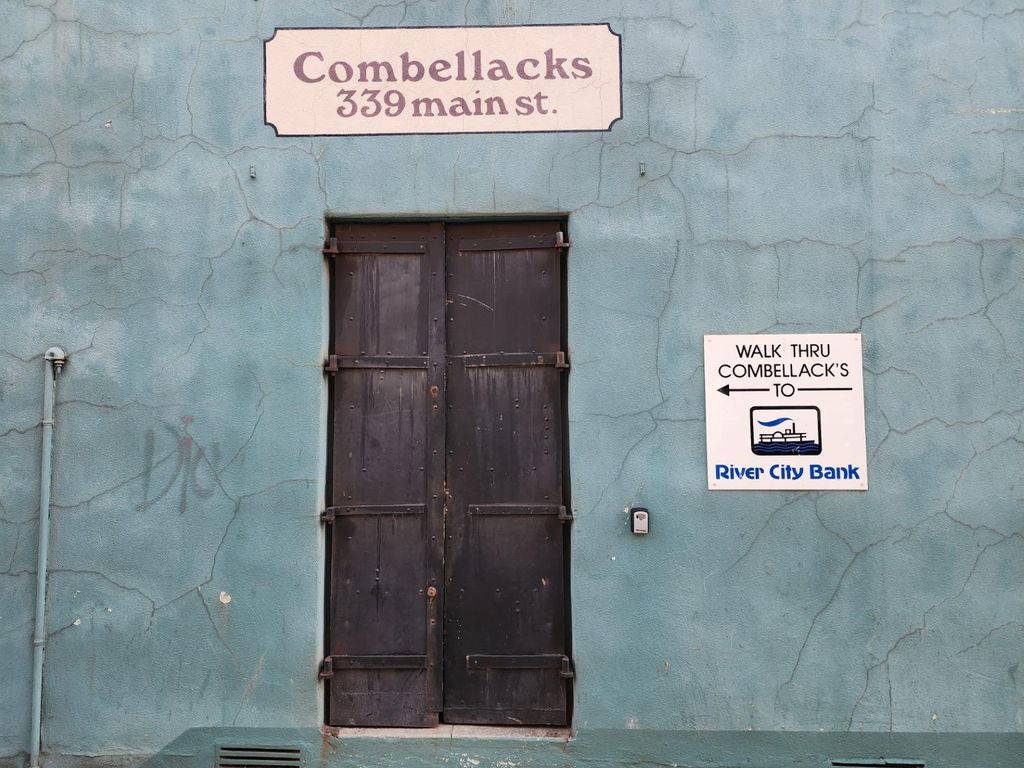 Combellacks
339 main st.
WALK THRU
COMBELLACK'S
TO
River City Bank